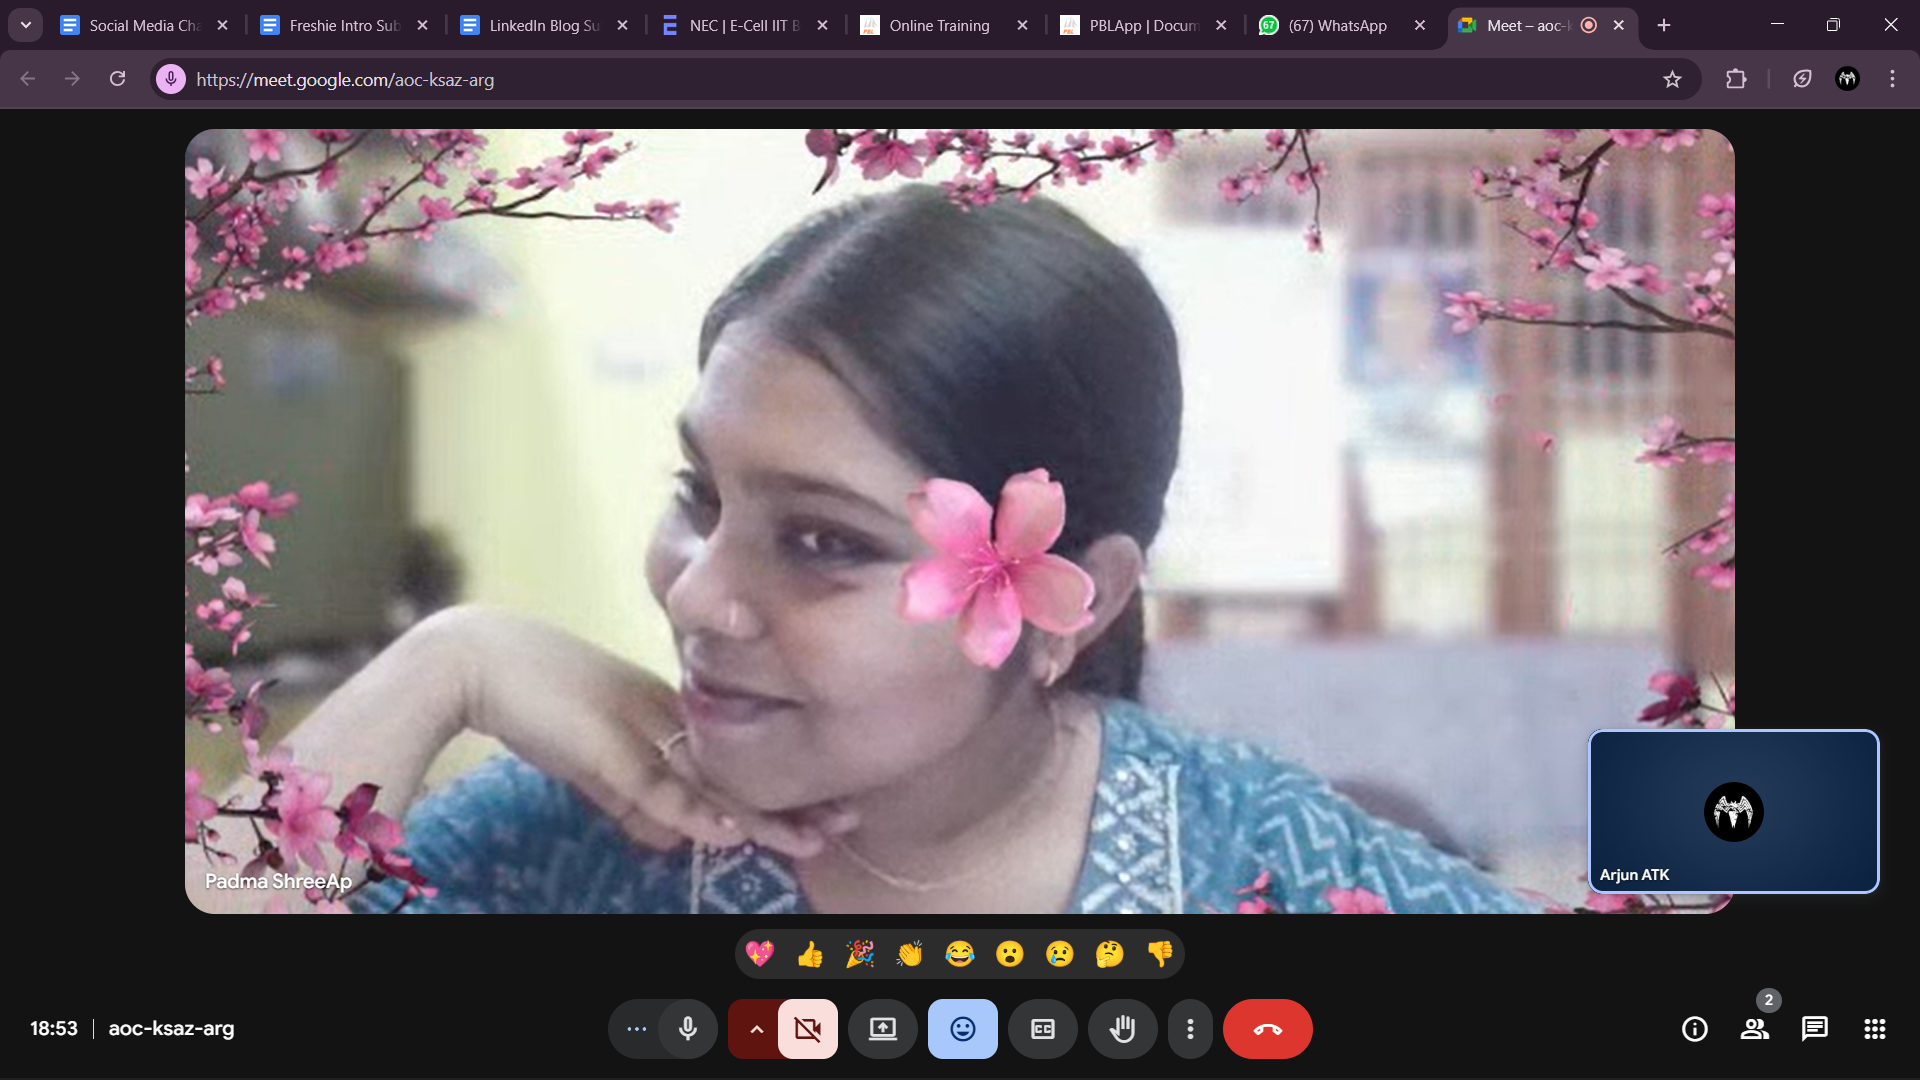 Social Media Cha
Freshie Intro Sub
LinkedIn Blog Su
NEC | E-Cell IIT B
Online Training
PBLApp | Docum
(67) WhatsApp
Meet – aoc-k
https://meet.google.com/aoc-ksaz-arg
Padma ShreeAp
Arjun ATK
18:53 | aoc-ksaz-arg
2